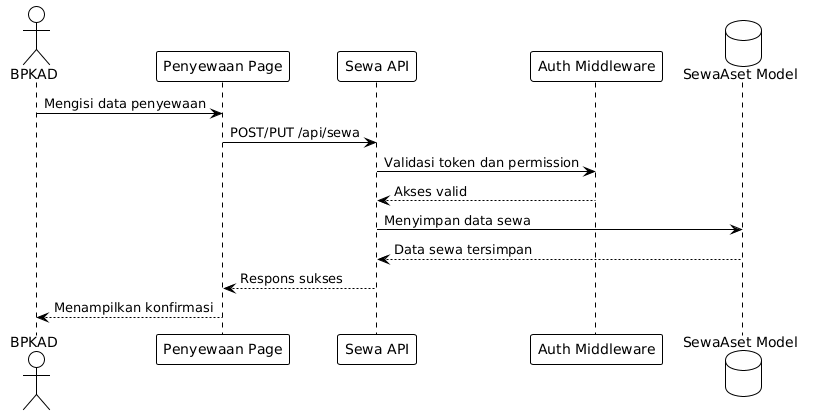 BPKAD
Penyewaan Page
Sewa API
Auth Middleware
SewaAset Model
Mengisi data penyewaan
POST/PUT /api/sewa
Validasi token dan permission
Akses valid
Menyimpan data sewa
Data sewa tersimpan
Respons sukses
Menampilkan konfirmasi
BPKAD
Penyewaan Page
Sewa API
Auth Middleware
SewaAset Model